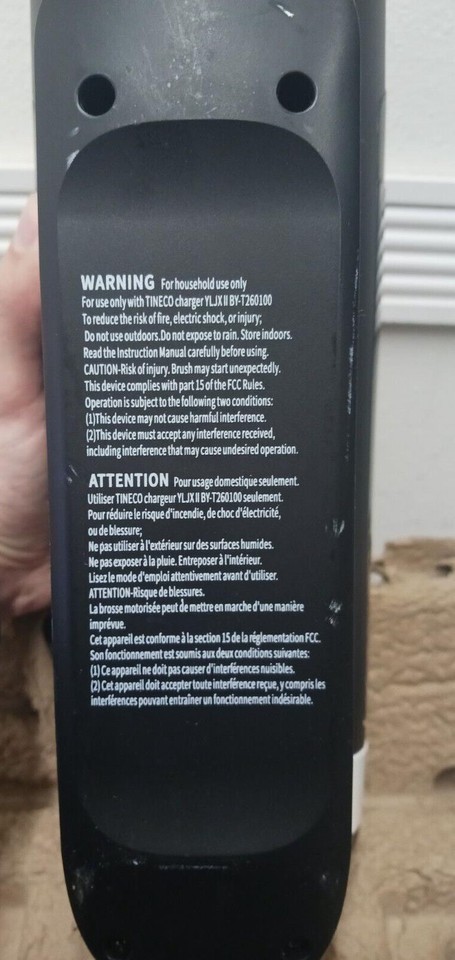 WARNING For household use only
For use only with TINECO charger YLJX II BY-T260100
To reduce the risk of fire, electric shock, or injury;
Do not use outdoors.Do not expose to rain. Store indoors.
Read the Instruction Manual carefully before using.
CAUTION-Risk of injury. Brush may start unexpectedly.
This device complies with part 15 of the FCC Rules.
Operation is subject to the following two conditions:
(1)This device may not cause harmful interference.
(2)This device must accept any interference received,
including interference that may cause undesired operation.
ATTENTION Pour usage domestique seulement.
Utiliser TINECO chargeur YLJX II BY-T260100 seulement.
Pour réduire le risque d'incendie, de choc d'électricité,
ou de blessure;
Ne pas utiliser à l'extérieur sur des surfaces humides.
Ne pas exposer à la pluie. Entreposer à l'intérieur.
Lisez le mode d'emploi attentivement avant d'utiliser.
ATTENTION-Risque de blessures.
La brosse motorisée peut de mettre en marche d'une manière
imprévue.
Cet appareil est conforme à la section 15 de la réglementation FCC.
Son fonctionnement est soumis aux deux conditions suivantes:
(1) Ce appareil ne doit pas causer d'interférences nuisibles.
(2) Cet appareil doit accepter toute interférence reçue, y compris les
interférences pouvant entraîner un fonctionnement indésirable.